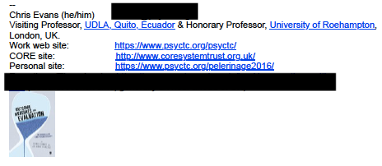 --
Chris Evans (he/him)
Visiting Professor, UDLA, Quito, Ecuador & Honorary Professor, University of Roehampton,
London, UK.
Work web site: https://www.psyctc.org/psyctc/
CORE site: http://www.coresystemtrust.org.uk/
Personal site: https://www.psyctc.org/pelerinage2016/
EVALUATION